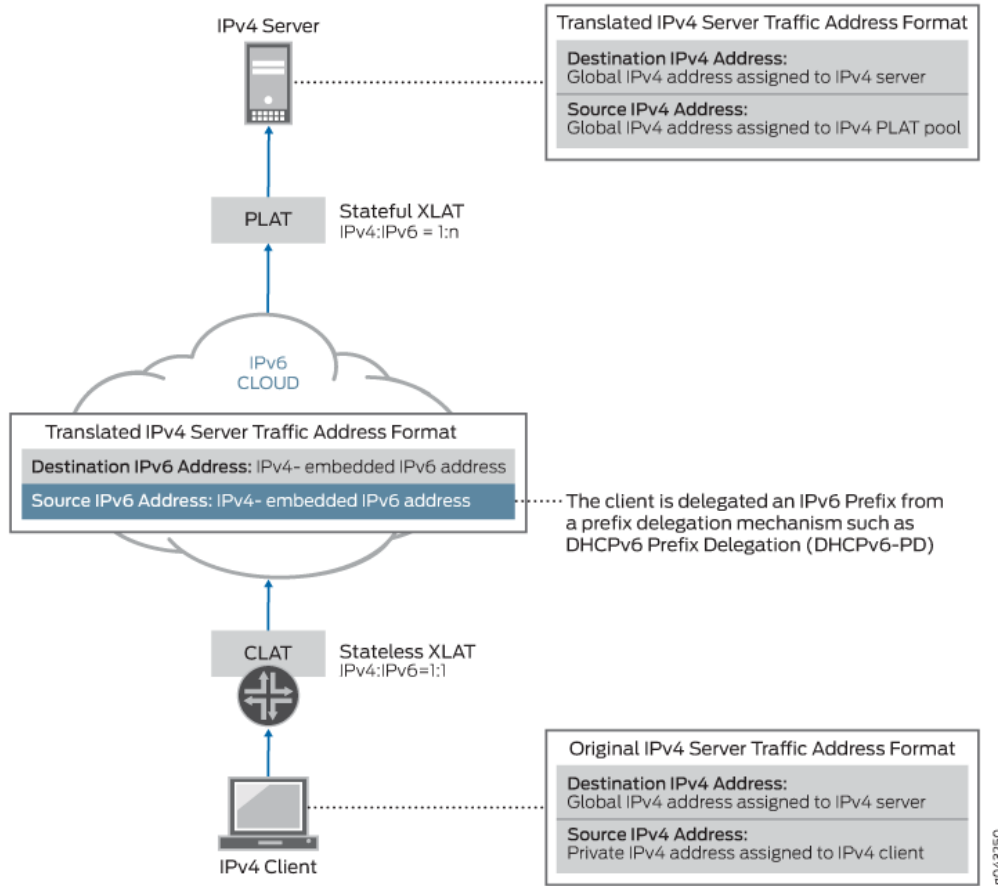 IPv4 Server
Translated IPv4 Server Traffic Address Format
Destination IPv4 Address:
Global IPv4 address assigned to IPv4 server
Source IPv4 Address:
Global IPv4 address assigned to IPv4 PLAT pool
PLAT
Stateful XLAT
IPv4:IPv6 = 1:n
IPv6
CLOUD
Translated IPv4 Server Traffic Address Format
Destination IPv6 Address: IPv4- embedded IPv6 address
Source IPv6 Address: IPv4- embedded IPv6 address
The client is delegated an IPv6 Prefix from
a prefix delegation mechanism such as
DHCPv6 Prefix Delegation (DHCPv6-PD)
CLAT
Stateless XLAT
IPv4:IPv6=1:1
Original IPv4 Server Traffic Address Format
Destination IPv4 Address:
Global IPv4 address assigned to IPv4 server
Source IPv4 Address:
Private IPv4 address assigned to IPv4 client
IPv4 Client
g043250